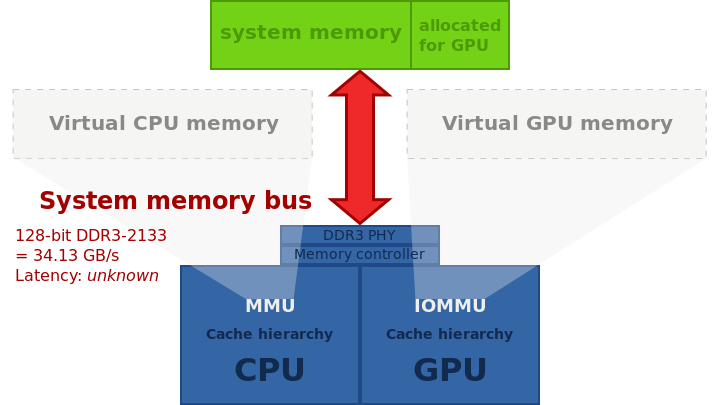 system memory
allocated
for GPU
Virtual CPU memory
Virtual GPU memory
System memory bus
128-bit DDR3-2133
= 34.13 GB/s
Latency: unknown
DDR3 PHY
Memory controller
MMU
IOMMU
Cache hierarchy
Cache hierarchy
CPU
GPU